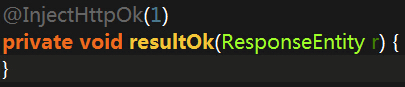 @InjectHttpOk(1)
private void resultOk(ResponseEntity r) {
}